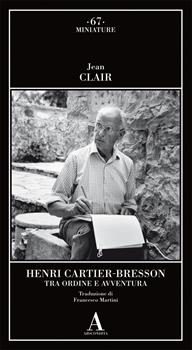 ·67·
MINIATURE
Jean
CLAIR
HENRI CARTIER-BRESSON
TRA ORDINE E AVVENTURA
Traduzione di
Francesco Martini
A
ABSCONDITA